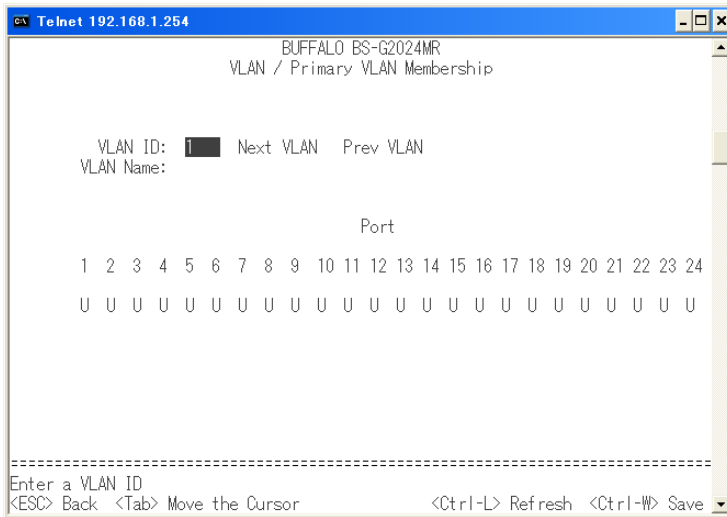 Telnet 192.168.1.254
BUFFALO BS-G2024MR
VLAN / Primary VLAN Membership
VLAN ID: 1 Next VLAN Prev VLAN
VLAN Name:
Port
1 2 3 4 5 6 7 8 9 10 11 12 13 14 15 16 17 18 19 20 21 22 23 24
U U U U U U U U U U U U U U U U U U U U U U U U
Enter a VLAN ID
<ESC> Back <Tab> Move the Cursor <Ctrl-L> Refresh <Ctrl-W> Save